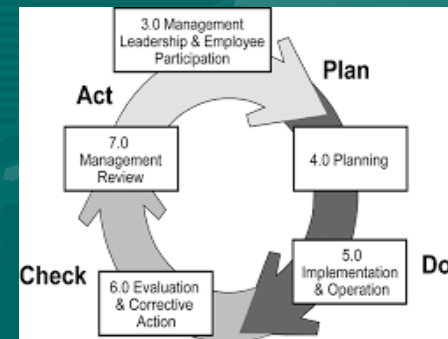 3.0 Management
Leadership & Employee
Participation
Plan
Act
7.0
Management
Review
4.0 Planning
5.0
Implementation
& Operation
Do
Check
6.0 Evaluation
& Corrective
Action